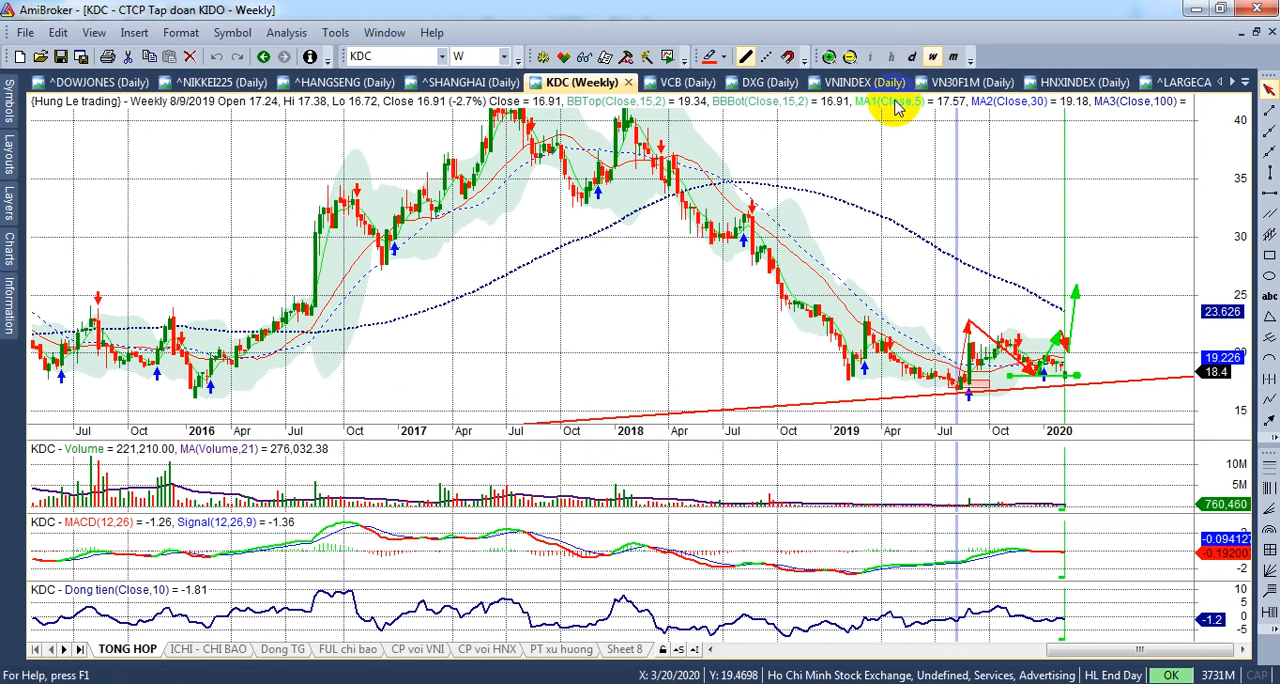 AmiBroker - [KDC - CTCP Tap doan KIDO - Weekly]
File Edit View Insert Format Symbol Analysis Tools Window Help
KDC W i h d w m
^DOWJONES (Daily) ^NIKKEI225 (Daily) ^HANGSENG (Daily) ^SHANGHAI (Daily) KDC (Weekly) VCB (Daily) DXG (Daily) VNINDEX (Daily) VN30F1M (Daily) HNXINDEX (Daily) ^LARGECA
{Hung Le trading} - Weekly 8/9/2019 Open 17.24, Hi 17.38, Lo 16.72, Close 16.91 (-2.7%) Close = 16.91, BBTop(Close,15,2) = 19.34, BBBot(Close,15,2) = 16.91, MA1(Close,5) = 17.57, MA2(Close,30) = 19.18, MA3(Close,100) =
Symbols
Layouts
Layers
Charts
Information
40
35
30
25
23.626
20
19.226
18.4
15
Jul Oct 2016 Apr Jul Oct 2017 Apr Jul Oct 2018 Apr Jul Oct 2019 Apr Jul Oct 2020
abc
KDC - Volume = 221,210.00, MA(Volume,21) = 276,032.38
10M
5M
760,460
KDC - MACD(12,26) = -1.26, Signal(12,26,9) = -1.36
-0.094127
-0.19200
-2
KDC - Dong tien(Close,10) = -1.81
10
5
-1.2
-5
TONG HOP ICHI - CHI BAO Dong TG FUL chi bao CP voi VNI CP voi HNX PT xu huong Sheet 8
For Help, press F1 X: 3/20/2020 Y: 19.4698 Ho Chi Minh Stock Exchange, Undefined, Services, Advertising HL End Day OK 3731M CAP